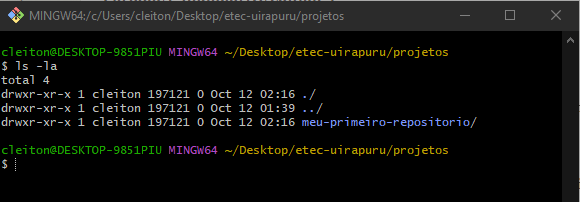 MINGW64:/c/Users/cleiton/Desktop/etec-uirapuru/projetos
cleiton@DESKTOP-9851PIU MINGW64 ~/Desktop/etec-uirapuru/projetos
$ ls -la
total 4
drwxr-xr-x 1 cleiton 197121 0 Oct 12 02:16 ./
drwxr-xr-x 1 cleiton 197121 0 Oct 12 01:39 ../
drwxr-xr-x 1 cleiton 197121 0 Oct 12 02:16 meu-primeiro-repositorio/
cleiton@DESKTOP-9851PIU MINGW64 ~/Desktop/etec-uirapuru/projetos
$